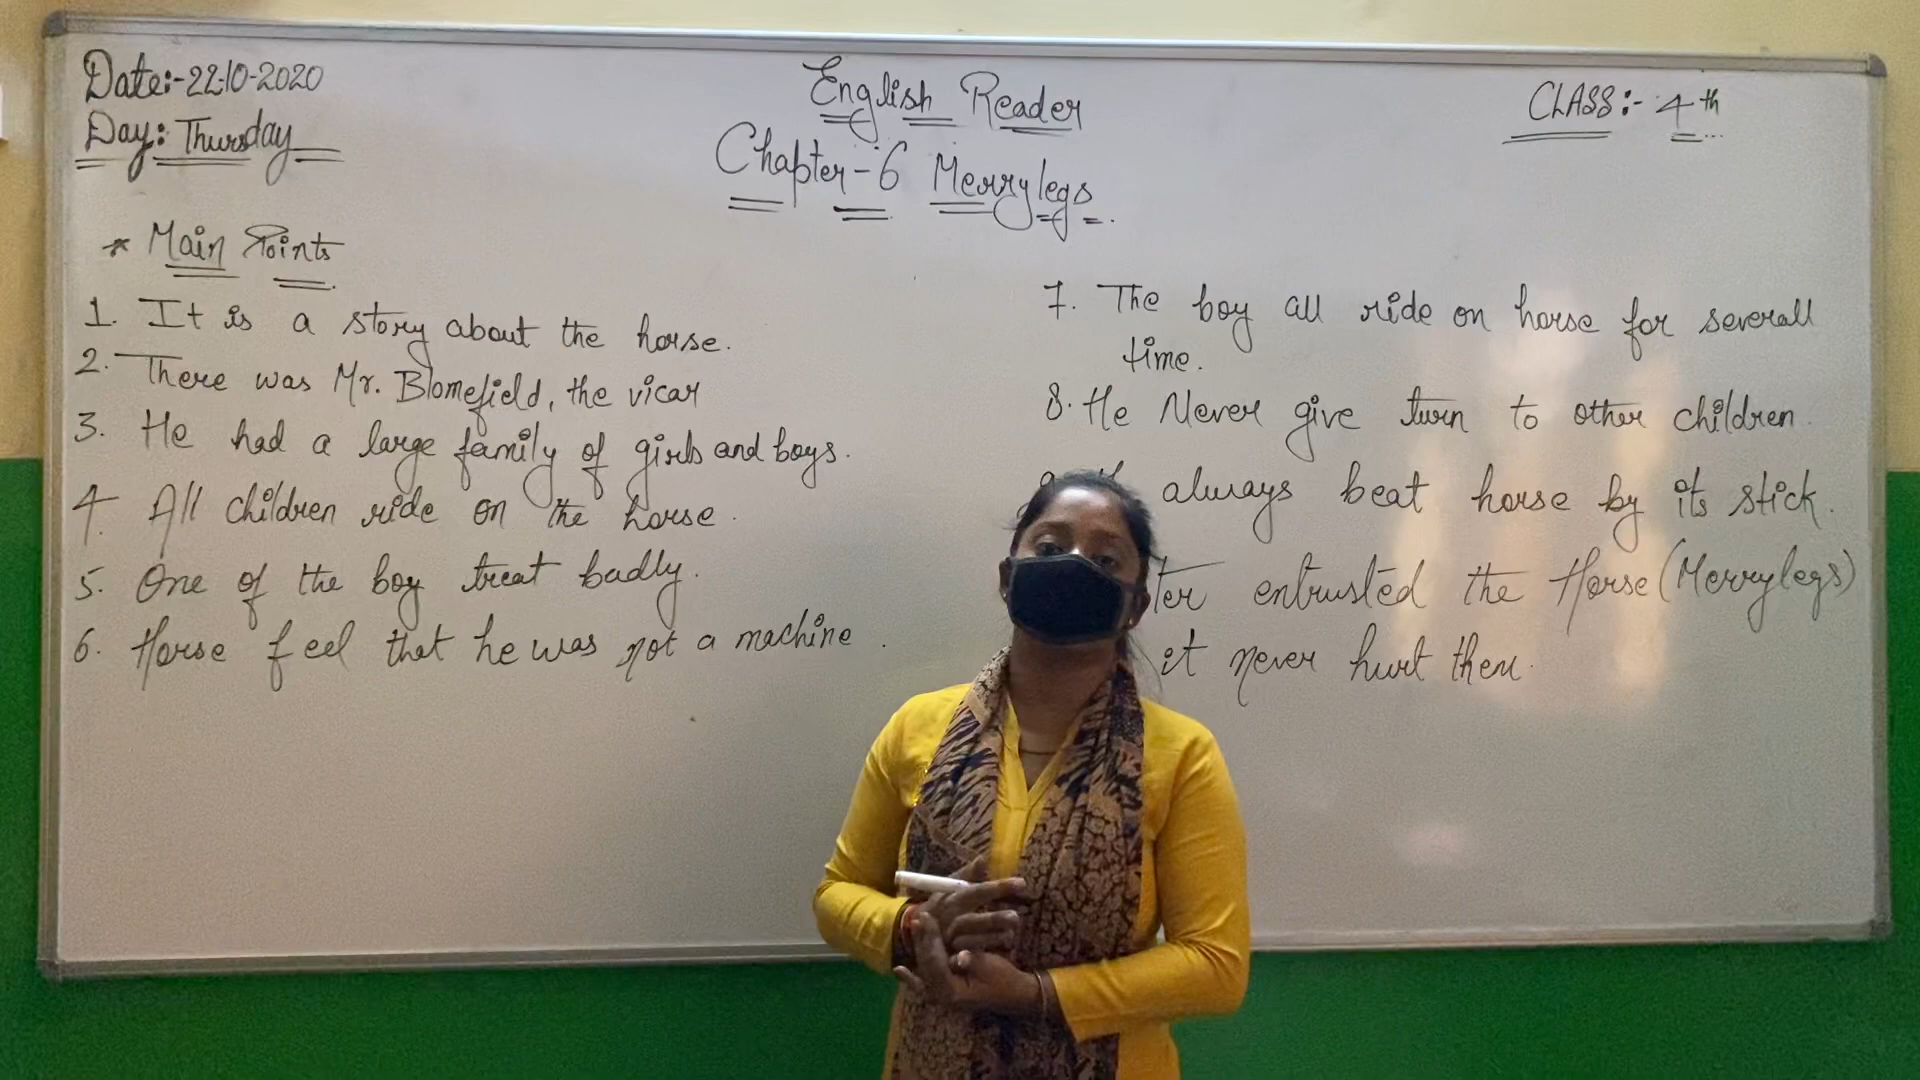 Date:-22-10-2020
Day: Thursday
English Reader
Chapter-6 Merrylegs
CLASS:- 4th
* Main Points
1. It is a story about the horse.
2. There was Mr. Blomefield, the vicar
3. He had a large family of girls and boys.
4. All children ride on the horse.
5. One of the boy treat badly.
6. Horse feel that he was not a machine.
7. The boy all ride on horse for severall
time.
8. He Never give turn to other children.
always beat horse by its stick.
entrusted the Horse (Merrylegs)
it never hurt them.